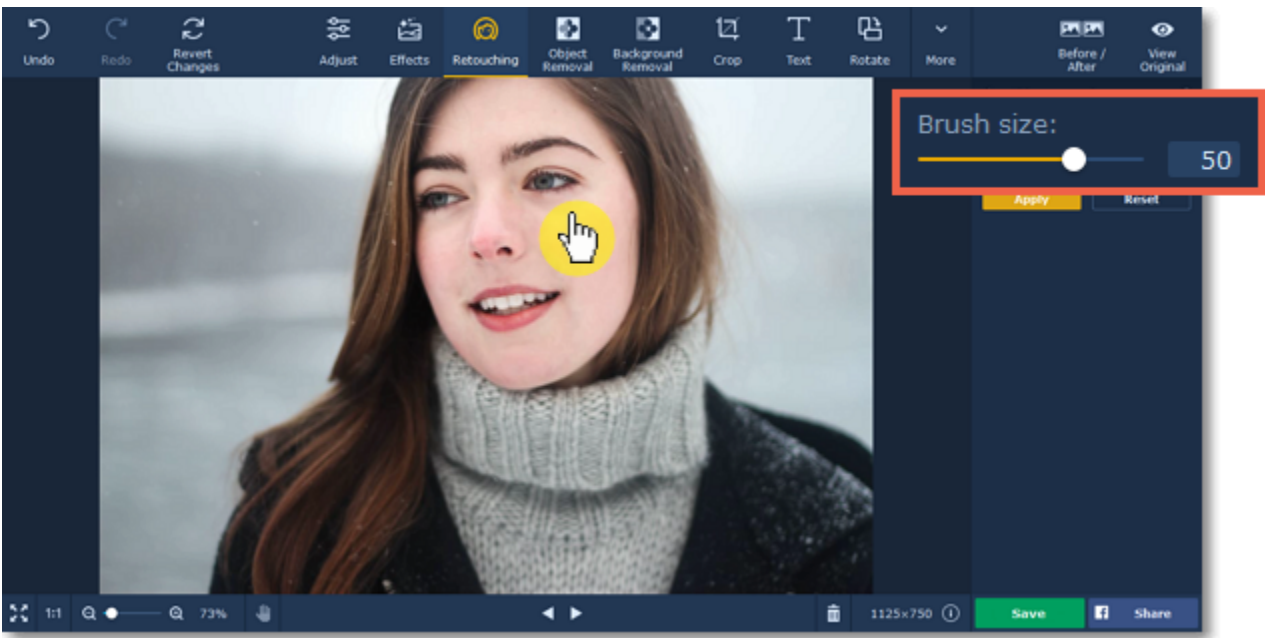 Undo
Redo
Revert
Changes
Adjust
Effects
Retouching
Object
Removal
Background
Removal
Crop
Text
Rotate
More
Before /
After
View
Original
Brush size:
50
Apply
Reset
1:1
73%
1125×750
Save
Share